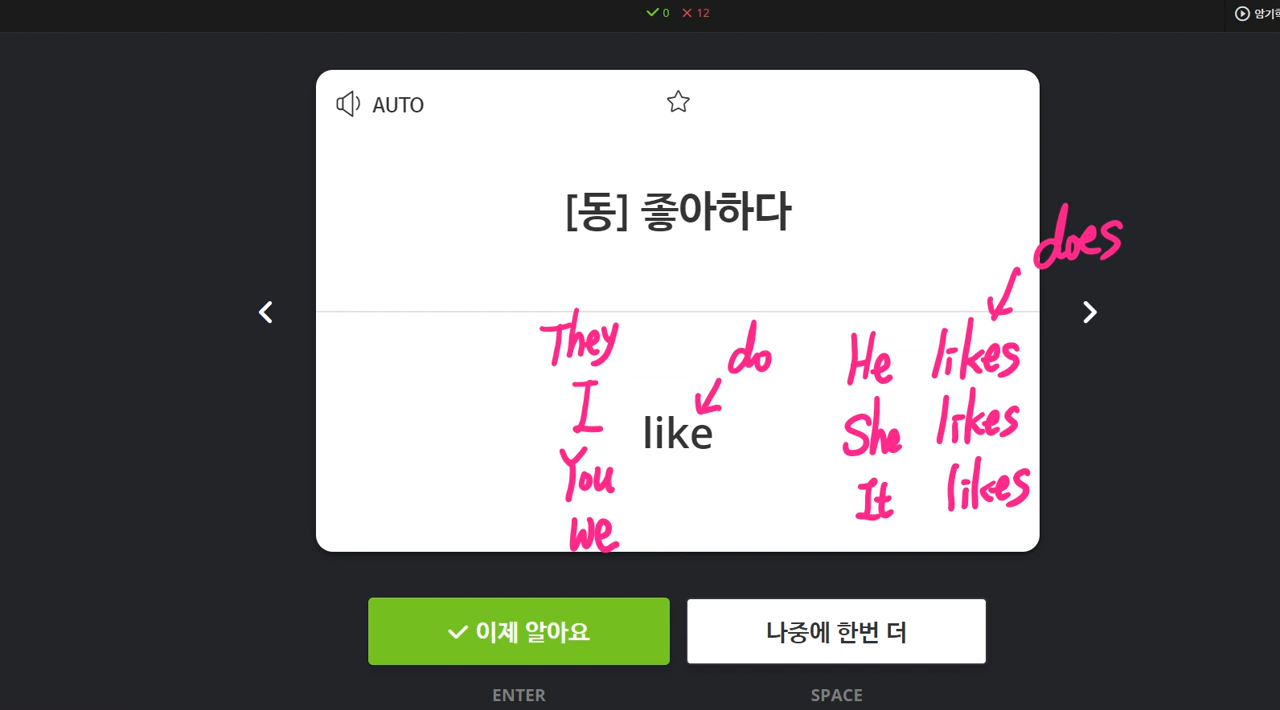 0 12
AUTO
[동] 좋아하다
does
They
do
He likes
I
like
She likes
You
It likes
we
이제 알아요
나중에 한번 더
ENTER
SPACE